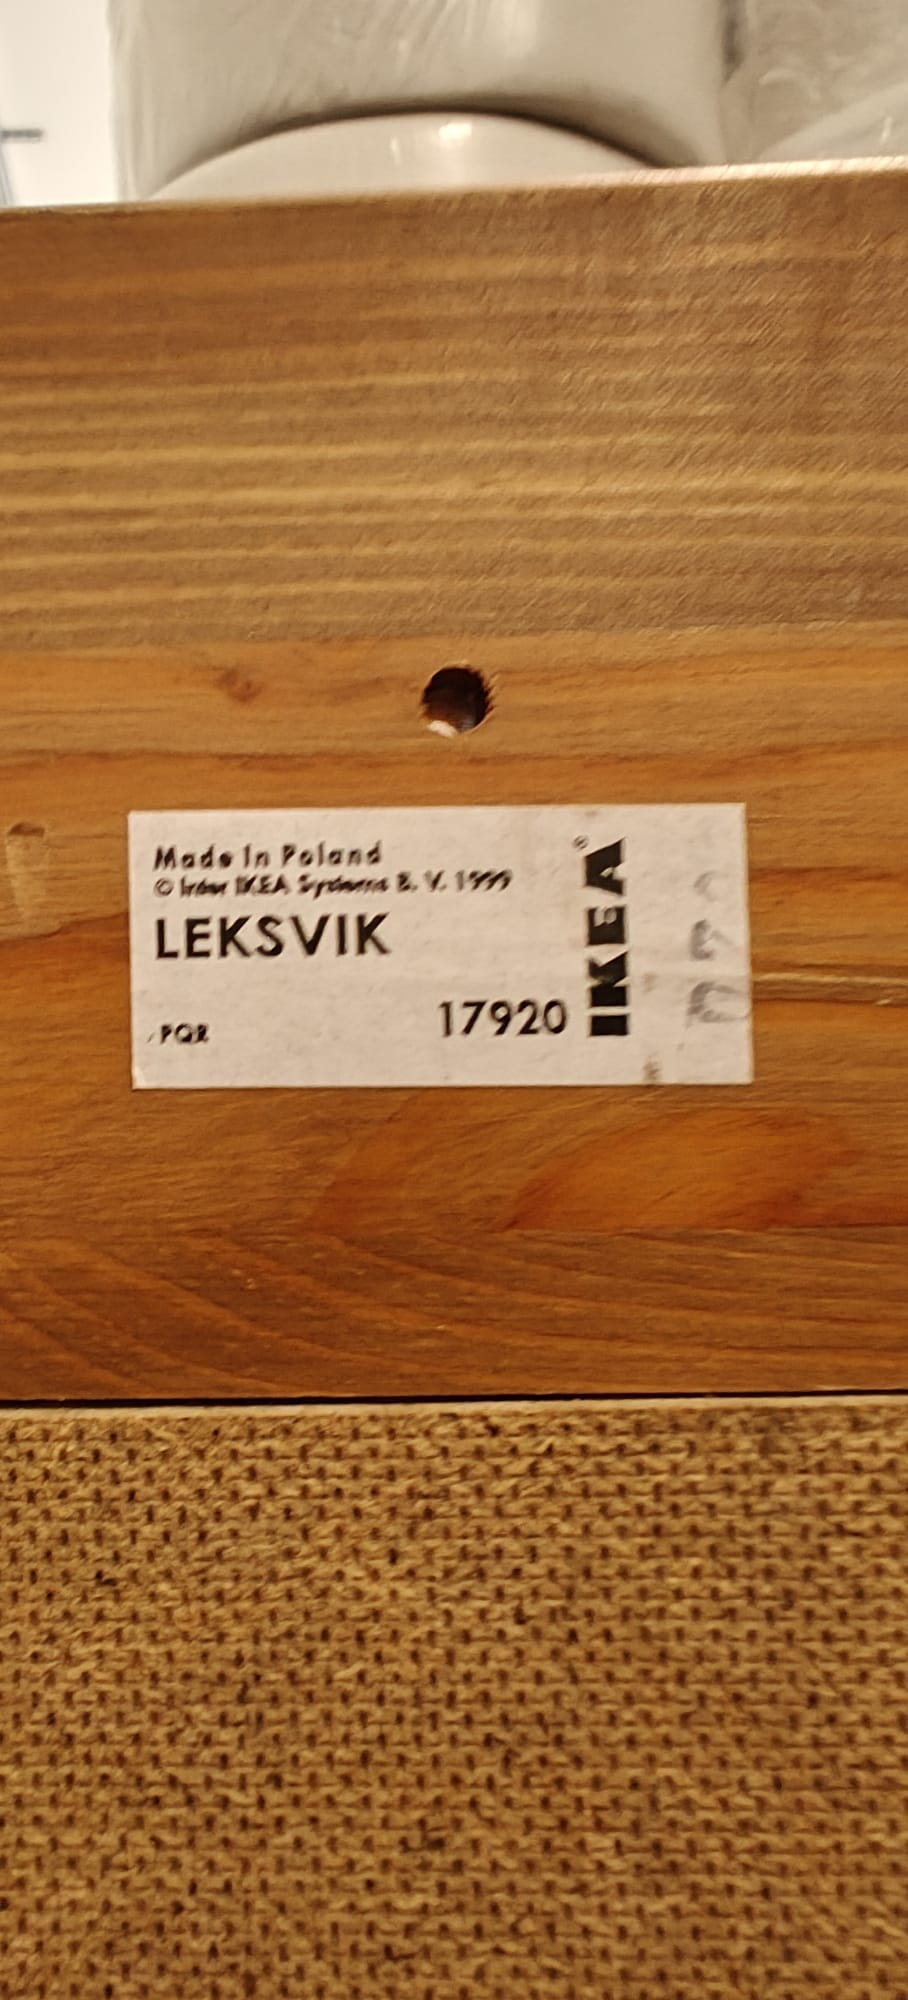 Made in Poland
© Inter IKEA Systems B. V. 1999
LEKSVIK
PQR
17920
IKEA®